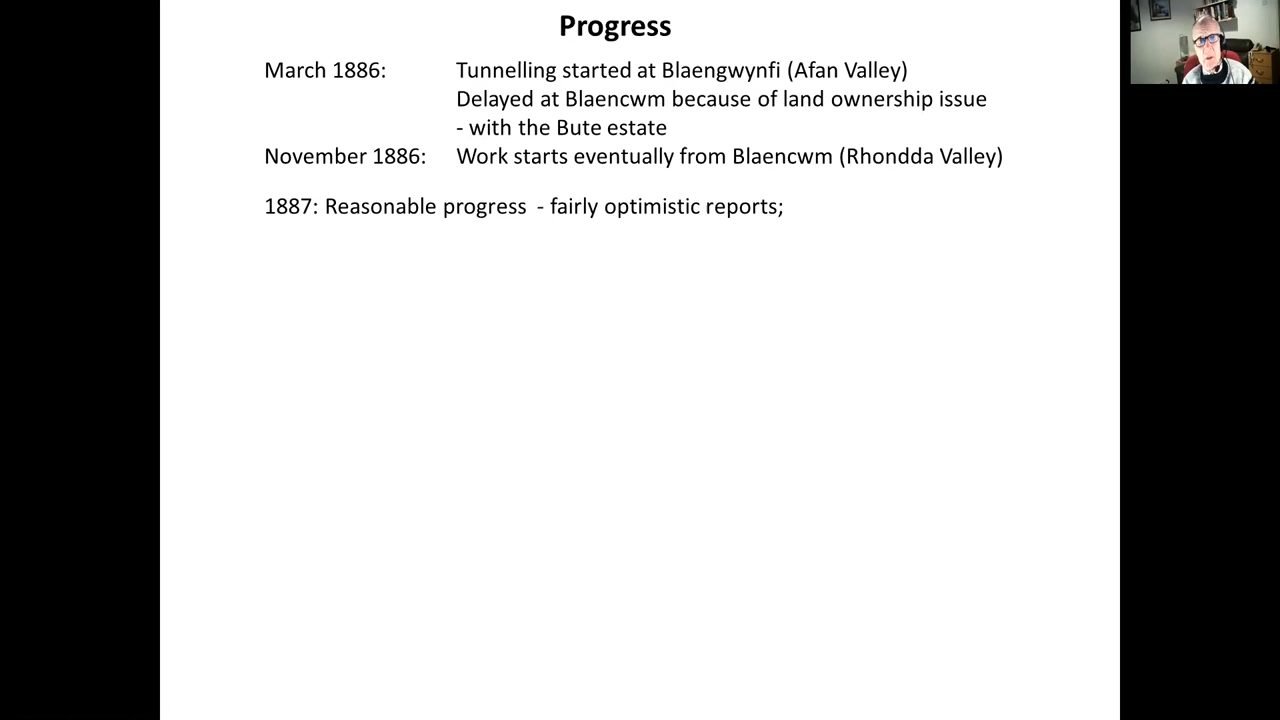 Progress
March 1886: Tunnelling started at Blaengwynfi (Afan Valley)
Delayed at Blaencwm because of land ownership issue
- with the Bute estate
November 1886: Work starts eventually from Blaencwm (Rhondda Valley)
1887: Reasonable progress - fairly optimistic reports;